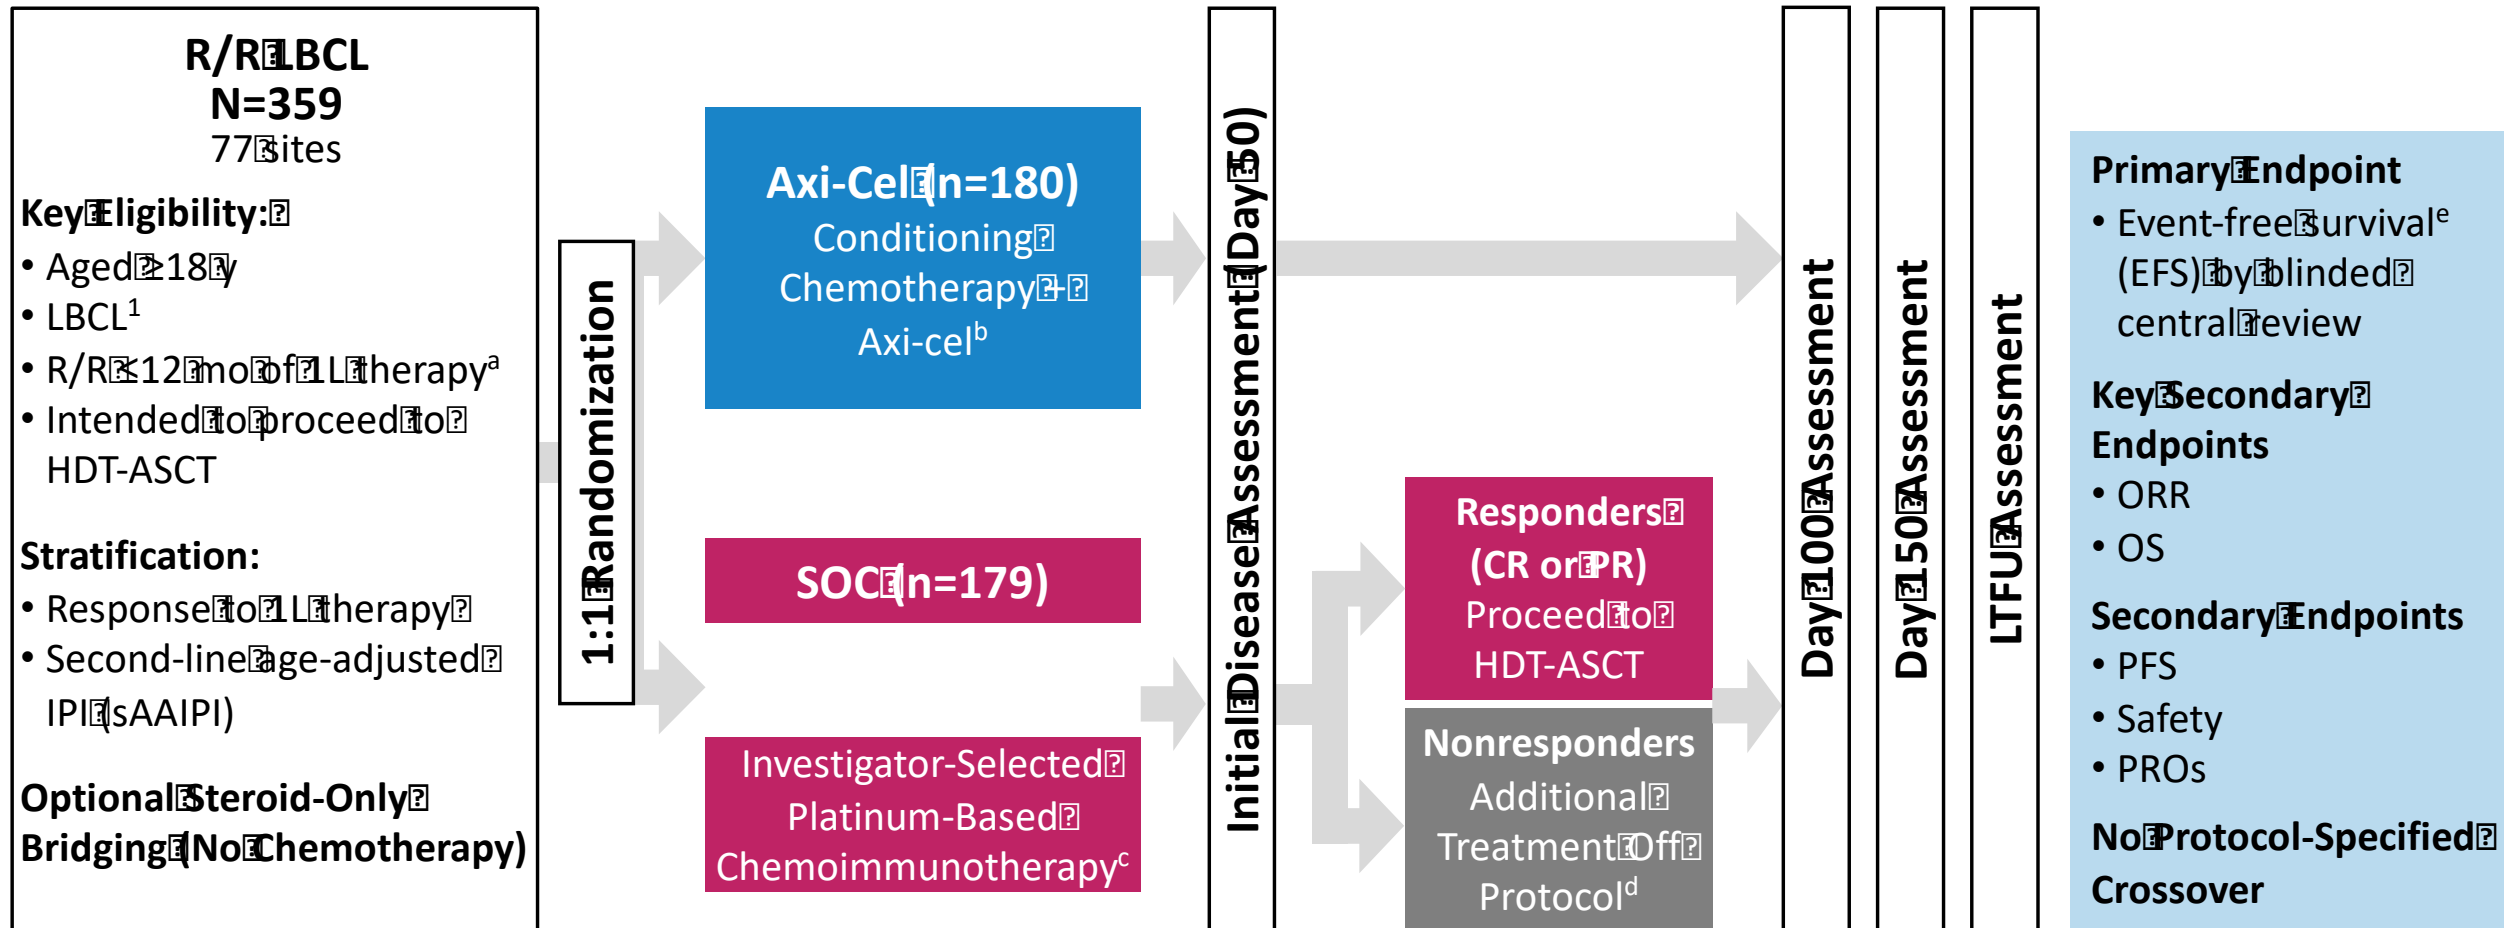 R/R LBCL
N=359
77 sites
Key Eligibility:
• Aged ≥18 y
• LBCL1
• R/R ≤12 mo of 1L therapya
• Intended to proceed to
HDT-ASCT
Stratification:
• Response to 1L therapy
• Second-line age-adjusted
IPI (sAAIPI)
Optional Steroid-Only
Bridging (No Chemotherapy)
1:1 Randomization
Axi-Cel (n=180)
Conditioning
Chemotherapy +
Axi-celb
SOC (n=179)
Investigator-Selected
Platinum-Based
Chemoimmunotherapyc
Initial Disease Assessment (Day 50)
Responders
(CR or PR)
Proceed to
HDT-ASCT
Nonresponders
Additional
Treatment Off
Protocold
Day 100 Assessment
Day 150 Assessment
LTFU Assessment
Primary Endpoint
• Event-free survivale
(EFS) by blinded
central review
Key Secondary
Endpoints
• ORR
• OS
Secondary Endpoints
• PFS
• Safety
• PROs
No Protocol-Specified
Crossover